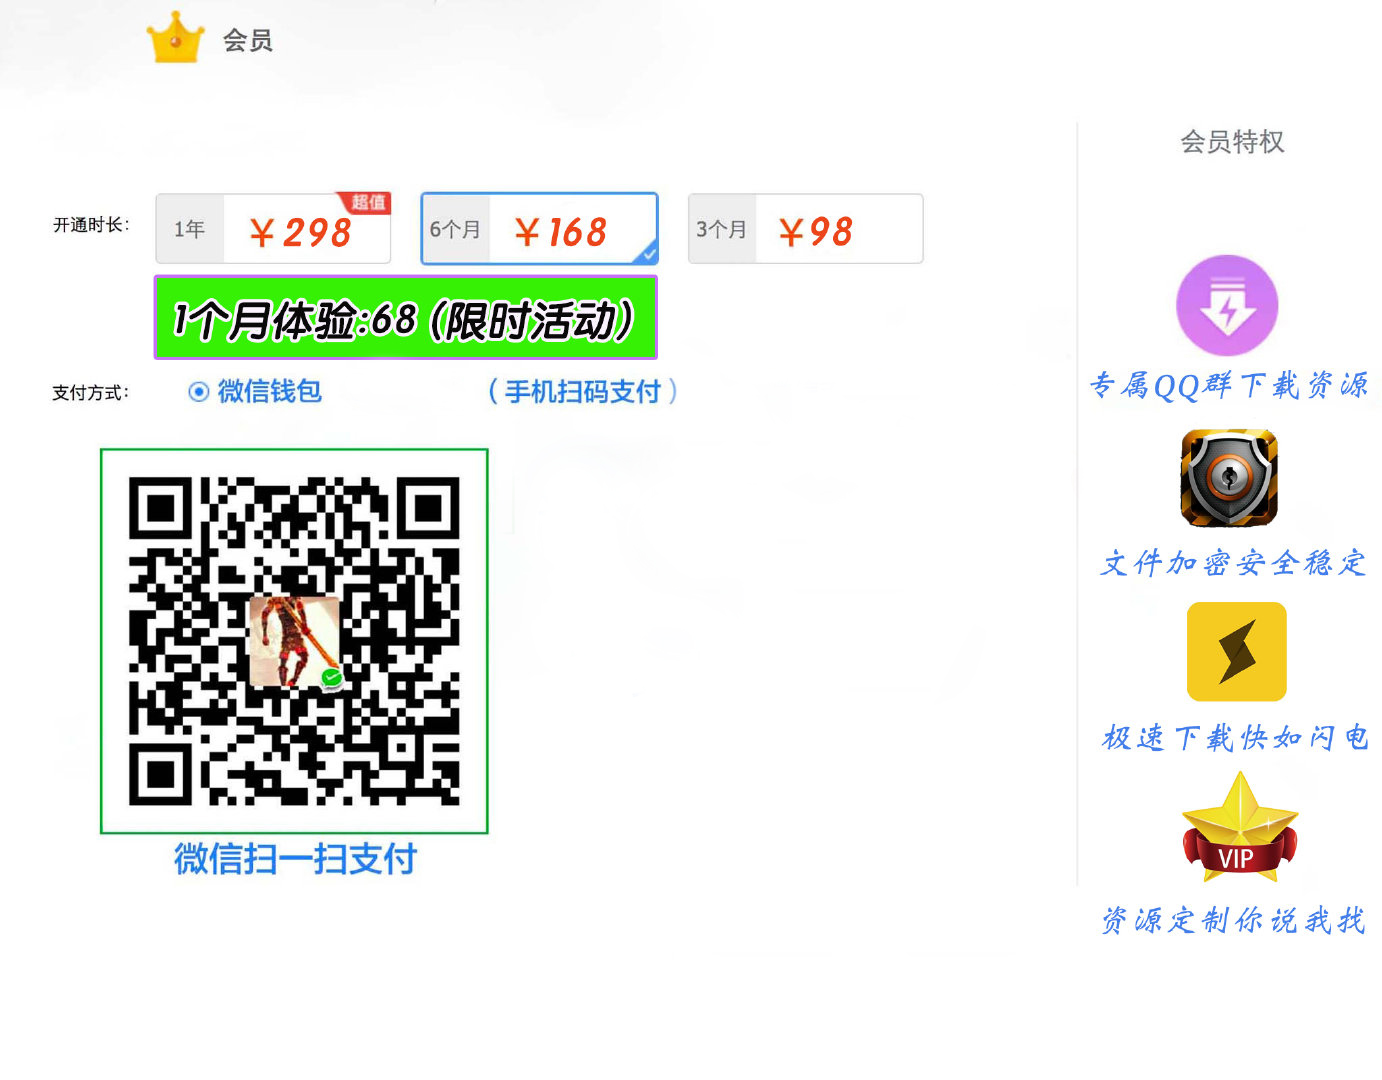 会员
会员特权
开通时长：
1年
￥298
超值
6个月
￥168
3个月
￥98
1个月体验:68 (限时活动)
支付方式：
微信钱包
（手机扫码支付）
微信扫一扫支付
专属QQ群下载资源
文件加密安全稳定
极速下载快如闪电
VIP
资源定制你说我找